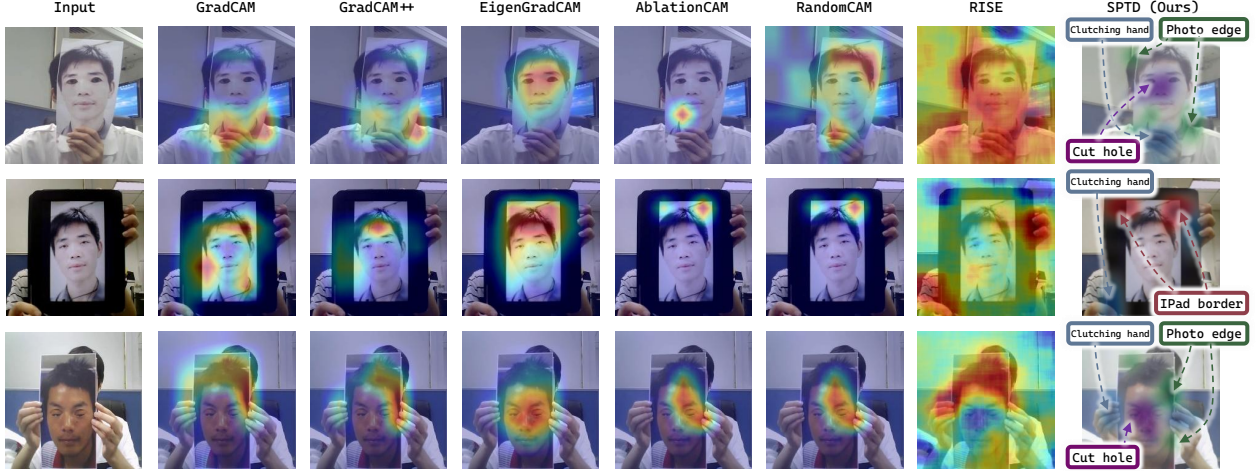 Input GradCAM GradCAM++ EigenGradCAM AblationCAM RandomCAM RISE SPTD (Ours)
Clutching hand Photo edge
Cut hole
Clutching hand
IPad border
Clutching hand Photo edge
Cut hole